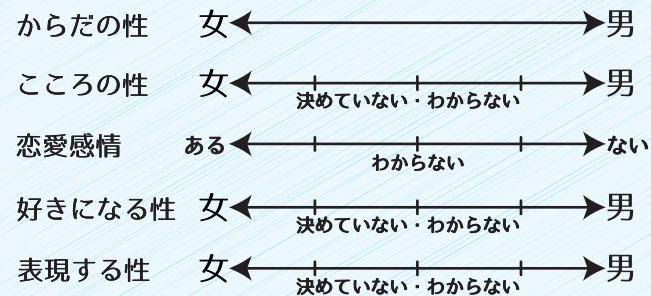 からだの性 女 男
こころの性 女 男
決めていない・わからない
恋愛感情 ある ない
わからない
好きになる性 女 男
決めていない・わからない
表現する性 女 男
決めていない・わからない